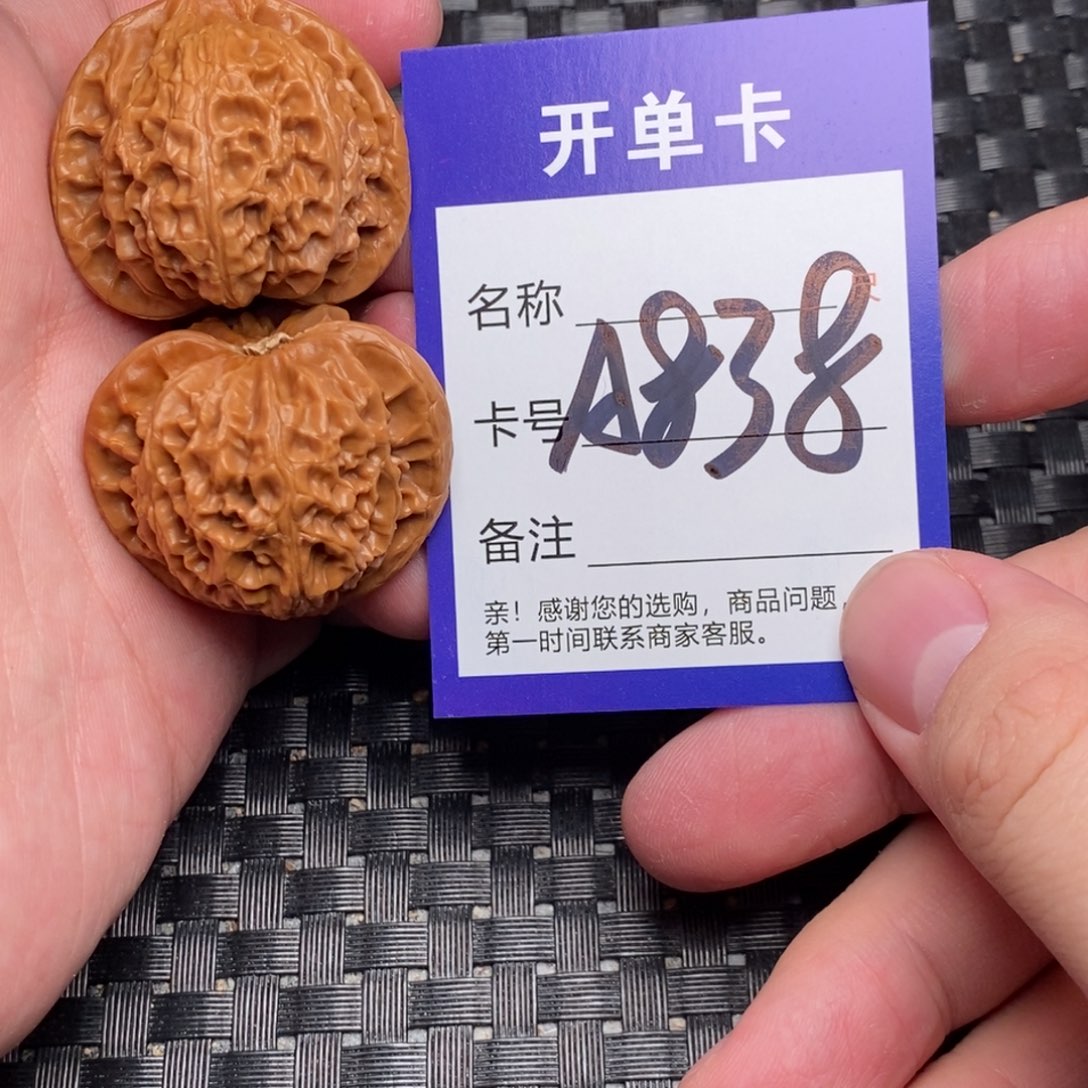 开单卡
名称
卡号 A838
备注
亲！感谢您的选购，商品问题，
第一时间联系商家客服。